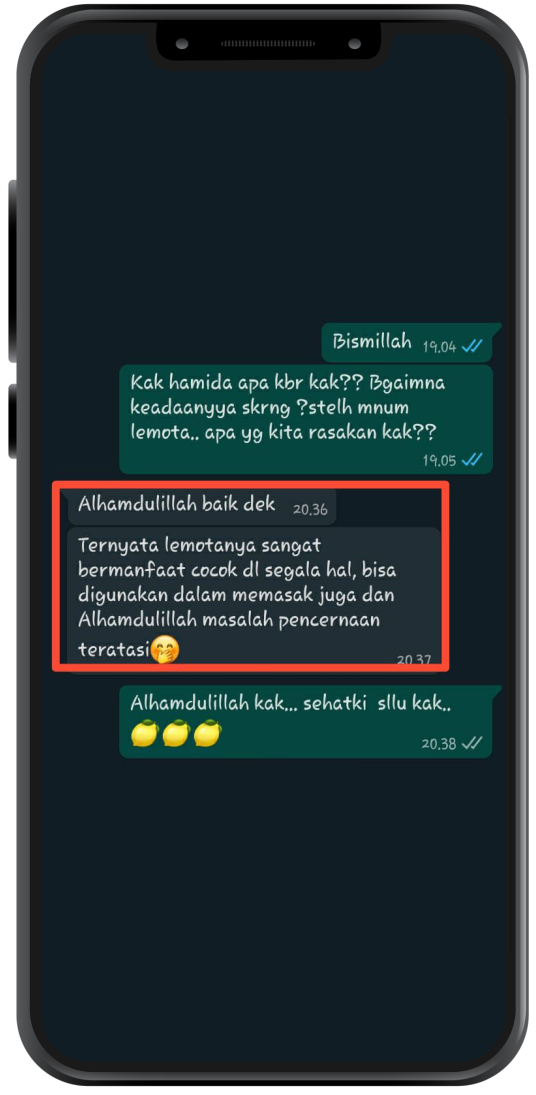 Bismillah 19.04
Kak hamida apa kbr kak?? Bgaimna
keadaanyya skrng ?stelh mnum
lemota.. apa yg kita rasakan kak??
19.05
Alhamdulillah baik dek 20.36
Ternyata lemotanya sangat
bermanfaat cocok dl segala hal, bisa
digunakan dalam memasak juga dan
Alhamdulillah masalah pencernaan
teratasi🤭
20.37
Alhamdulillah kak... sehatki sllu kak..
🍋🍋🍋
20.38